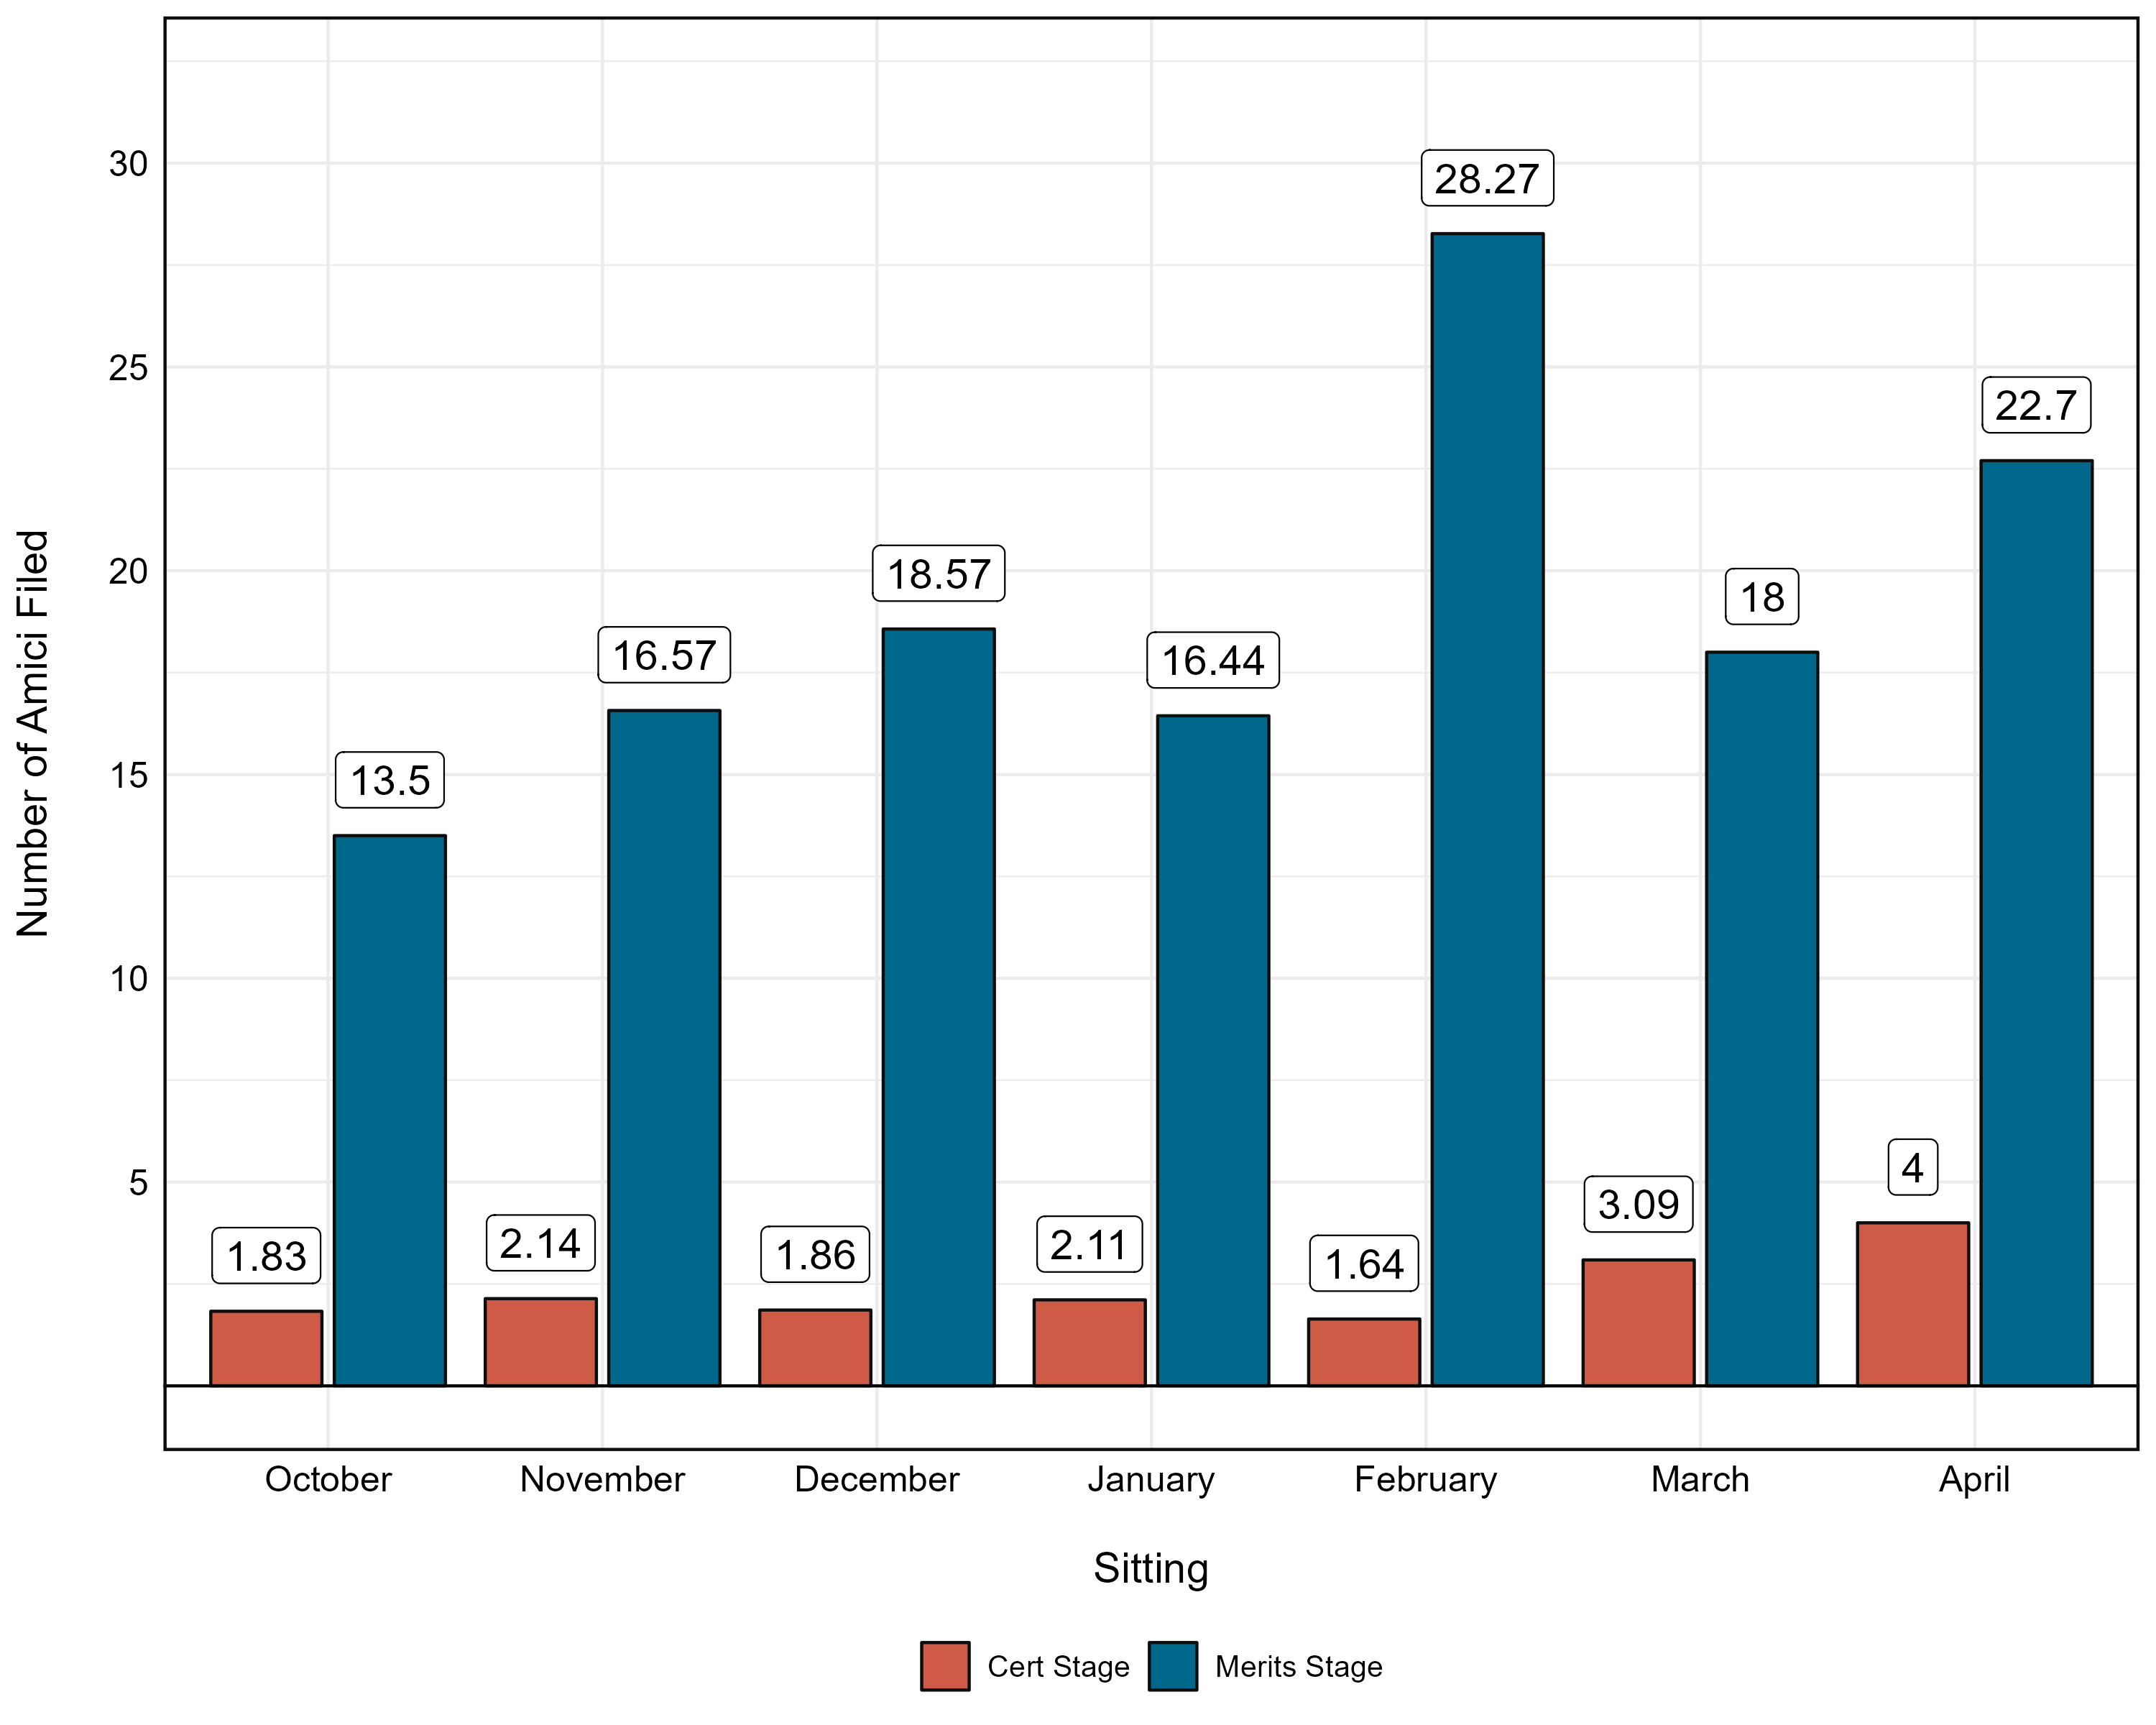 Number of Amici Filed
30
25
20
15
10
5
1.83
13.5
2.14
16.57
1.86
18.57
2.11
16.44
1.64
28.27
3.09
18
4
22.7
October
November
December
January
February
March
April
Sitting
Cert Stage
Merits Stage